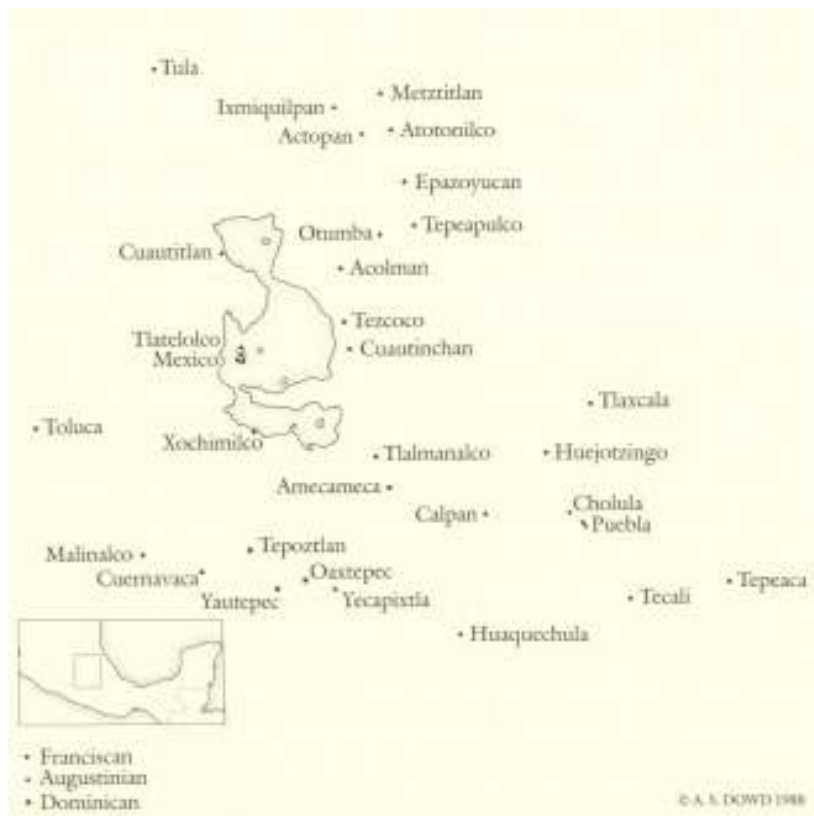 Tula
Metztitlan
Ixmiquilpan
Actopan
Atotonilco
Epazoyucan
Otumba
Tepeapulco
Cuautitlan
Acolman
Tezcoco
Tlatelolco
Mexico
Cuautinchan
Tlaxcala
Toluca
Xochimilco
Tlalmanalco
Huejotzingo
Amecameca
Calpan
Cholula
Puebla
Malinalco
Tepoztlan
Cuernavaca
Oaxtepec
Yautepec
Yecapixtla
Tecali
Tepeaca
Huaquechula
Franciscan
Augustinian
Dominican
© A. S. DOWD 1988